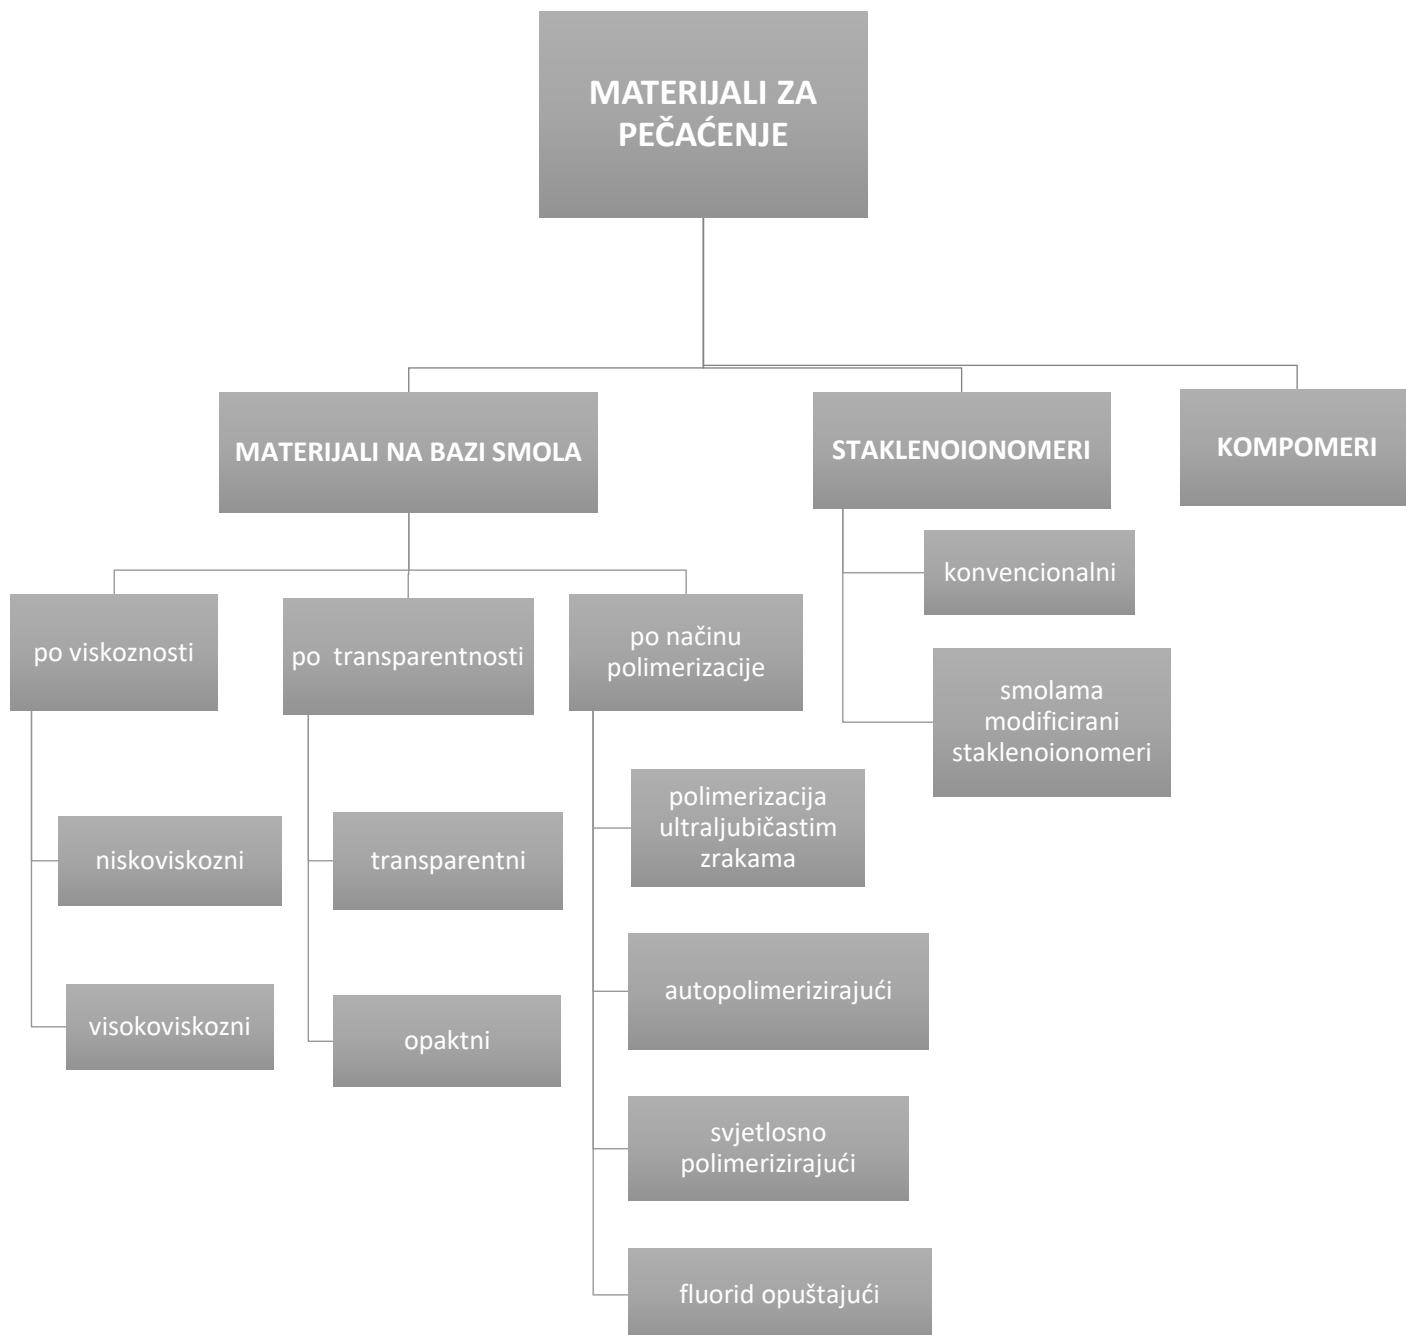 MATERIJALI ZA
PEČAĆENJE
MATERIJALI NA BAZI SMOLA
po viskoznosti
niskoviskozni
visokoviskozni
po transparentnosti
transparentni
opaktni
po načinu
polimerizacije
polimerizacija
ultraljubičastim
zrakama
autopolimerizirajući
svjetlosno
polimerizirajući
fluorid opuštajući
STAKLENOIONOMERI
konvencionalni
smolama
modificirani
staklenoionomeri
KOMPOMERI